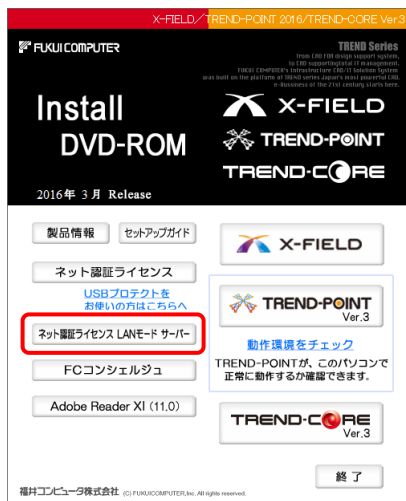 X-FIELD/TREND-POINT 2016/TREND-CORE Ver.3
FUKUI COMPUTER
TREND Series
from CAD FOR design support system,
to CAD supportingtotal IT management.
FUKUI COMPUTER's Infrastructure CAD/IT Solution System
was built on the platform of TREND series Japan's most powerful CAD.
e-Bussiness of the 21st century starts here.
Install
DVD-ROM
X-FIELD
TREND-POINT
TREND-CORE
2016年 3月 Release
製品情報
セットアップガイド
ネット認証ライセンス
USBプロテクトを
お使いの方はこちらへ
ネット認証ライセンス LANモード サーバー
FCコンシェルジュ
Adobe Reader XI (11.0)
X-FIELD
TREND-POINT
Ver.3
動作環境をチェック
TREND-POINTが、このパソコンで
正常に動作するか確認できます。
TREND-CORE
Ver.3
終了
福井コンピュータ株式会社 (C) FUKUICOMPUTER,Inc. All rights reserved.